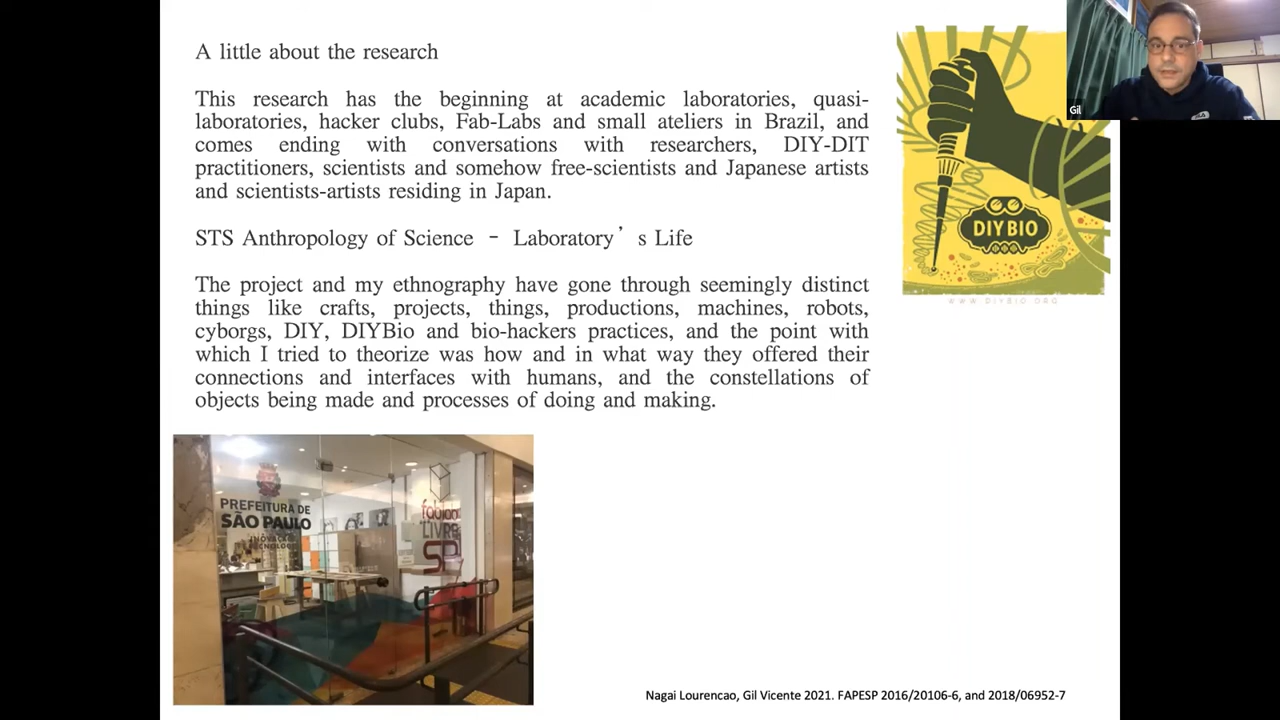 A little about the research
This research has the beginning at academic laboratories, quasi-
laboratories, hacker clubs, Fab-Labs and small ateliers in Brazil, and
comes ending with conversations with researchers, DIY-DIT
practitioners, scientists and somehow free-scientists and Japanese artists
and scientists-artists residing in Japan.
STS Anthropology of Science – Laboratory’s Life
The project and my ethnography have gone through seemingly distinct
things like crafts, projects, things, productions, machines, robots,
cyborgs, DIY, DIYBio and bio-hackers practices, and the point with
which I tried to theorize was how and in what way they offered their
connections and interfaces with humans, and the constellations of
objects being made and processes of doing and making.
Gil
DIYBIO
WWW.DIYBIO.ORG
PREFEITURA DE
SÃO PAULO
INOVAÇÃO E
TECNOLOGIA
fablab
LIVRE
SP
Nagai Lourencao, Gil Vicente 2021. FAPESP 2016/20106-6, and 2018/06952-7